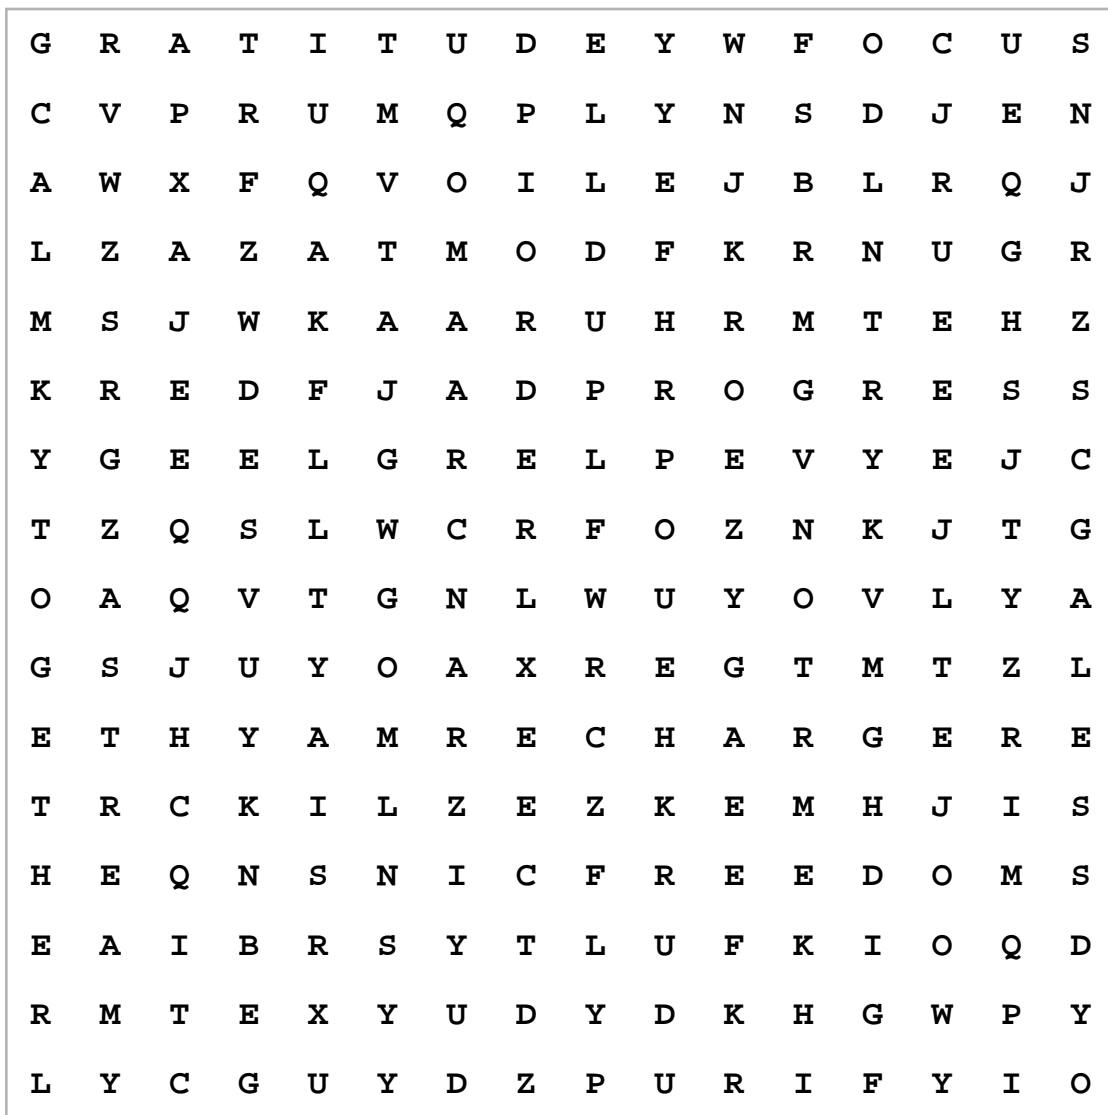 G R A T I T U D E Y W F O C U S
C V P R U M Q P L Y N S D J E N
A W X F Q V O I L E J B L R Q J
L Z A Z A T M O D F K R N U G R
M S J W K A A R U H R M T E H Z
K R E D F J A D P R O G R E S S
Y G E E L G R E L P E V Y E J C
T Z Q S L W C R F O Z N K J T G
O A Q V T G N L W U Y O V L Y A
G S J U Y O A X R E G T M T Z L
E T H Y A M R E C H A R G E R E
T R C K I L Z E Z K E M H J I S
H E Q N S N I C F R E E D O M S
E A I B R S Y T L U F K I O Q D
R M T E X Y U D Y D K H G W P Y
L Y C G U Y D Z P U R I F Y I O